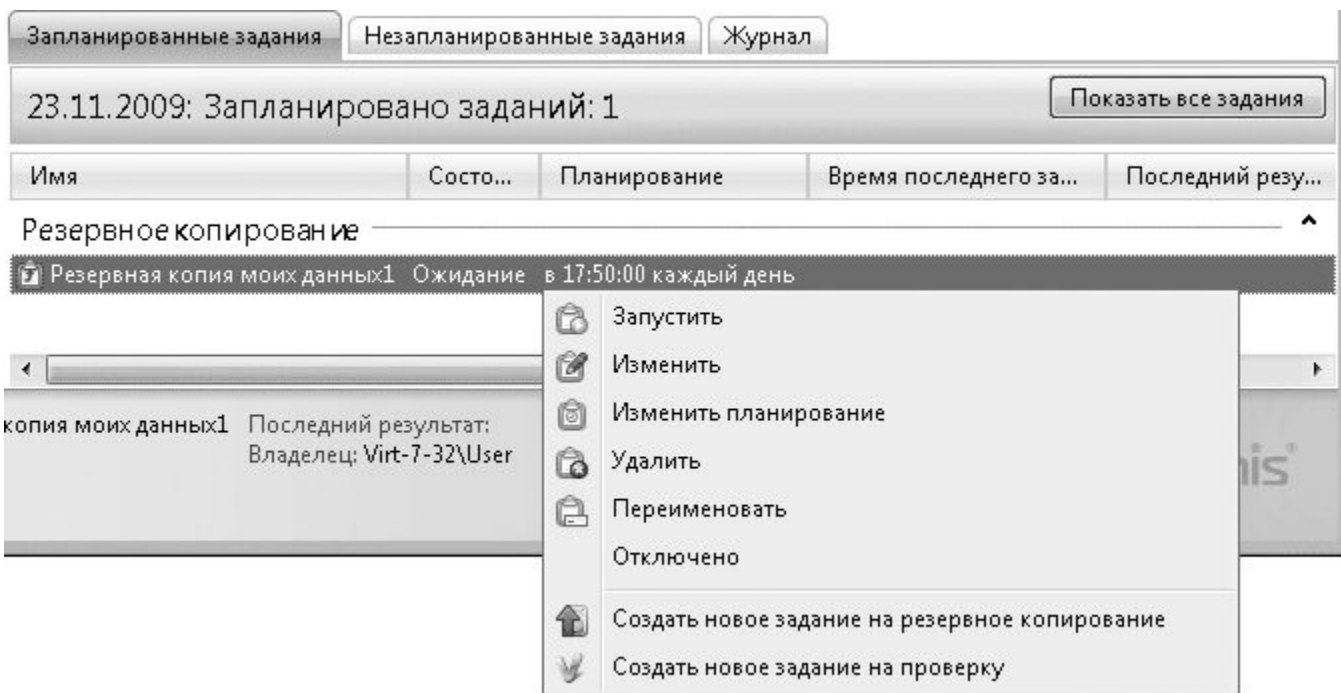 Запланированные задания Незапланированные задания Журнал
23.11.2009: Запланировано заданий: 1 Показать все задания
Имя Состо... Планирование Время последнего за... Последний резу...
Резервное копирование
Резервная копия моих данных1 Ожидание в 17:50:00 каждый день
Запустить
Изменить
Изменить планирование
копия моих данных1 Последний результат:
Владелец: Virt-7-32\User
Удалить
nis®
Переименовать
Отключено
Создать новое задание на резервное копирование
Создать новое задание на проверку